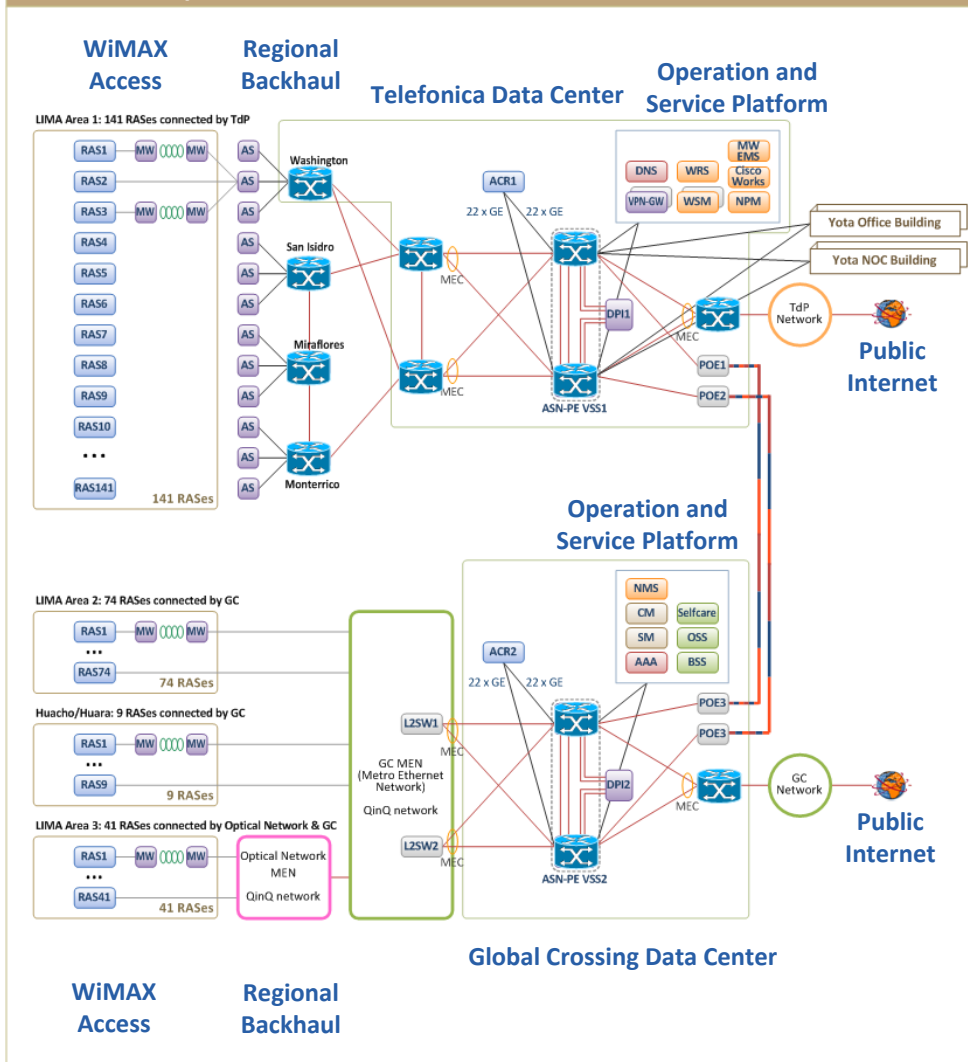 WiMAX
Access
Regional
Backhaul
Telefonica Data Center
Operation and
Service Platform
LIMA Area 1: 141 RASes connected by TdP
RAS1
MW
MW
RAS2
RAS3
MW
MW
RAS4
RAS5
RAS6
RAS7
RAS8
RAS9
RAS10
...
RAS141
141 RASes
AS
AS
AS
AS
AS
AS
AS
AS
AS
AS
AS
AS
Washington
San Isidro
Miraflores
Monterrico
MEC
MEC
ACR1
22 x GE
22 x GE
DPI1
ASN-PE VSS1
DNS
WRS
MW
EMS
Cisco
Works
VPN-GW
WSM
NPM
Yota Office Building
Yota NOC Building
MEC
TdP
Network
POE1
POE2
Public
Internet
Operation and
Service Platform
NMS
CM
Selfcare
SM
OSS
AAA
BSS
LIMA Area 2: 74 RASes connected by GC
RAS1
MW
MW
...
RAS74
74 RASes
Huacho/Huara: 9 RASes connected by GC
RAS1
MW
MW
...
RAS9
9 RASes
LIMA Area 3: 41 RASes connected by Optical Network & GC
RAS1
MW
MW
...
RAS41
41 RASes
Optical Network
MEN
QinQ network
GC MEN
(Metro Ethernet
Network)
QinQ network
L2SW1
L2SW2
MEC
MEC
ACR2
22 x GE
22 x GE
DPI2
ASN-PE VSS2
POE3
POE3
MEC
GC
Network
Public
Internet
Global Crossing Data Center
WiMAX
Access
Regional
Backhaul